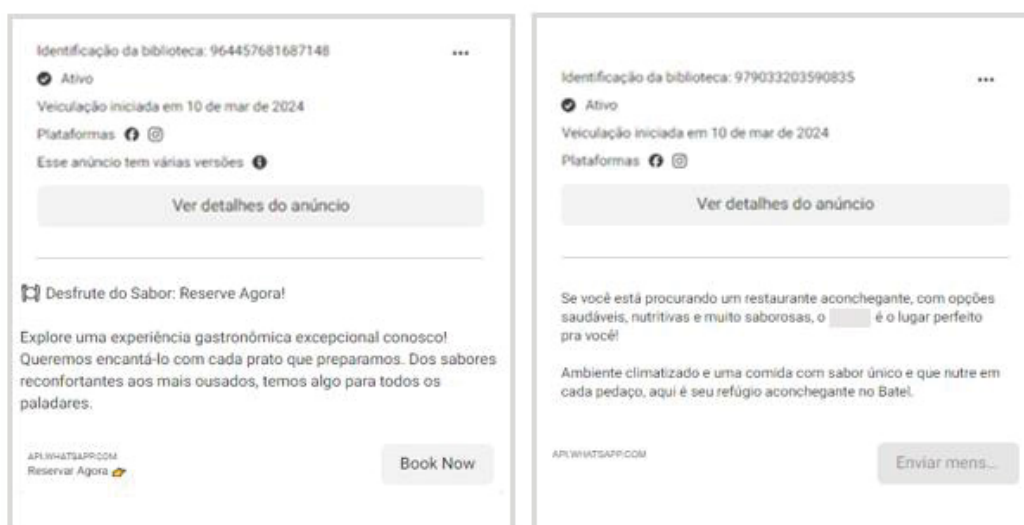 Identificação da biblioteca: 964457681687148
Ativo
Veiculação iniciada em 10 de mar de 2024
Plataformas
Esse anúncio tem várias versões
Ver detalhes do anúncio
🍽️ Desfrute do Sabor: Reserve Agora!
Explore uma experiência gastronômica excepcional conosco!
Queremos encantá-lo com cada prato que preparamos. Dos sabores
reconfortantes aos mais ousados, temos algo para todos os
paladares.
API.WHATSAPP.COM
Reservar Agora 👉
Book Now
Identificação da biblioteca: 979033203590835
Ativo
Veiculação iniciada em 10 de mar de 2024
Plataformas
Ver detalhes do anúncio
Se você está procurando um restaurante aconchegante, com opções
saudáveis, nutritivas e muito saborosas, o é o lugar perfeito
pra você!
Ambiente climatizado e uma comida com sabor único e que nutre em
cada pedaço, aqui é seu refúgio aconchegante no Batel.
API.WHATSAPP.COM
Enviar mens...